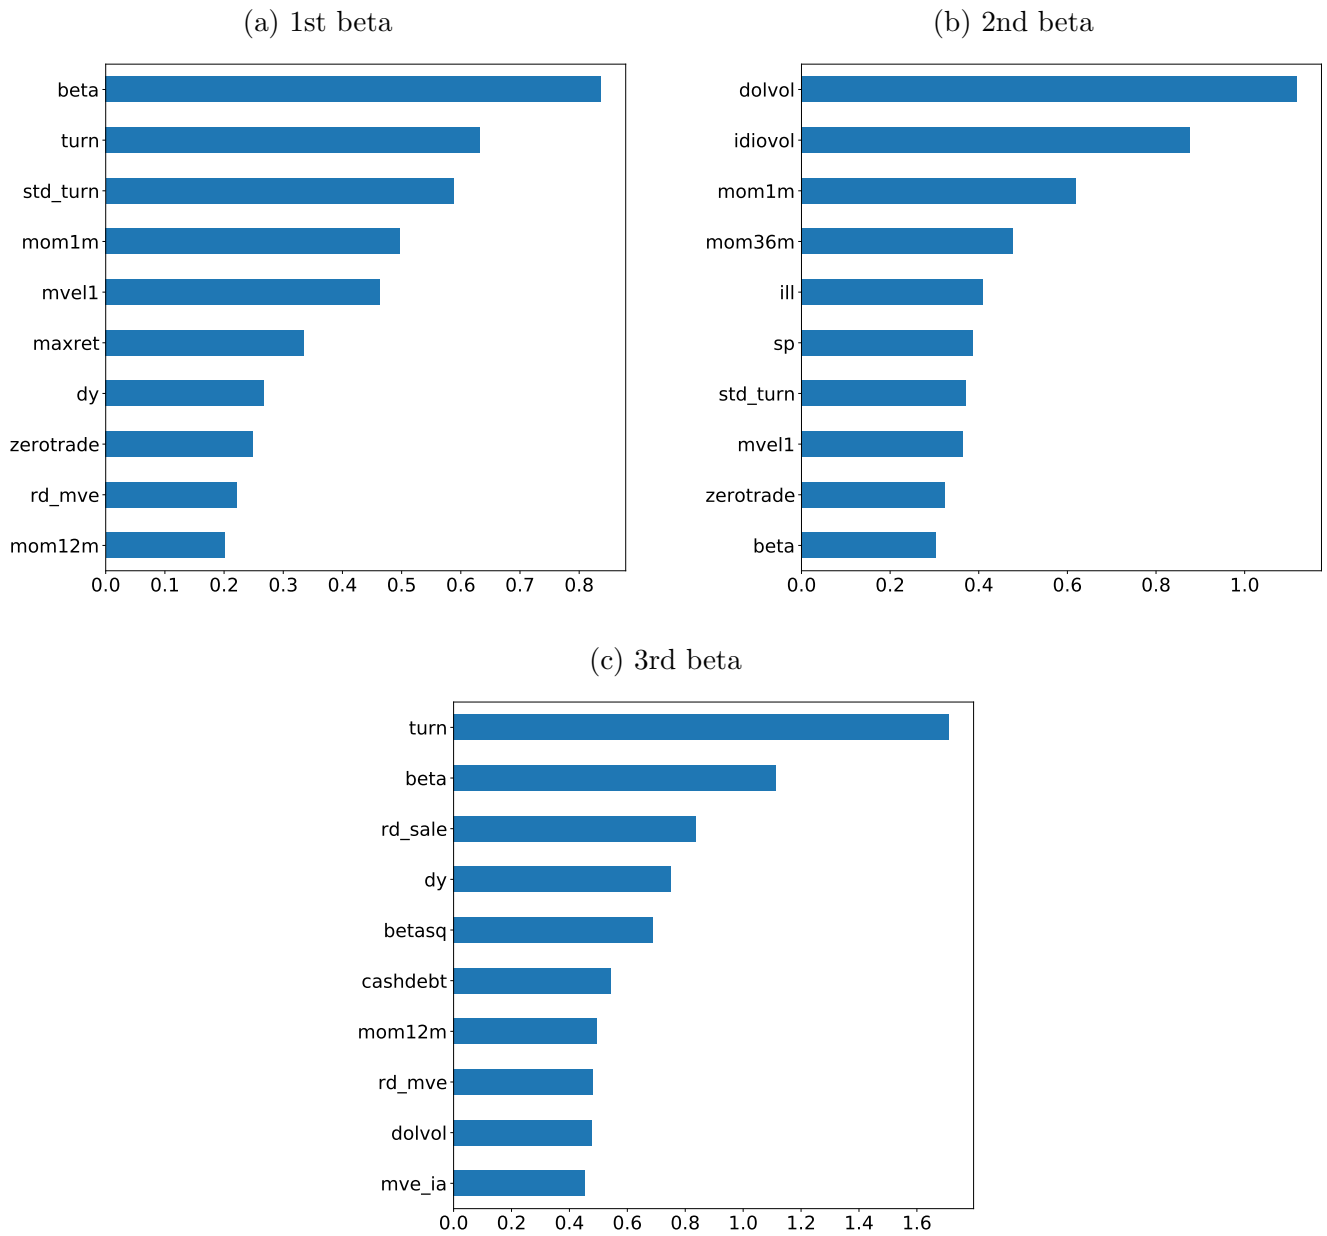 (a) 1st beta
beta
turn
std_turn
mom1m
mvel1
maxret
dy
zerotrade
rd_mve
mom12m
0.0 0.1 0.2 0.3 0.4 0.5 0.6 0.7 0.8
(b) 2nd beta
dolvol
idiovol
mom1m
mom36m
ill
sp
std_turn
mvel1
zerotrade
beta
0.0 0.2 0.4 0.6 0.8 1.0
(c) 3rd beta
turn
beta
rd_sale
dy
betasq
cashdebt
mom12m
rd_mve
dolvol
mve_ia
0.0 0.2 0.4 0.6 0.8 1.0 1.2 1.4 1.6